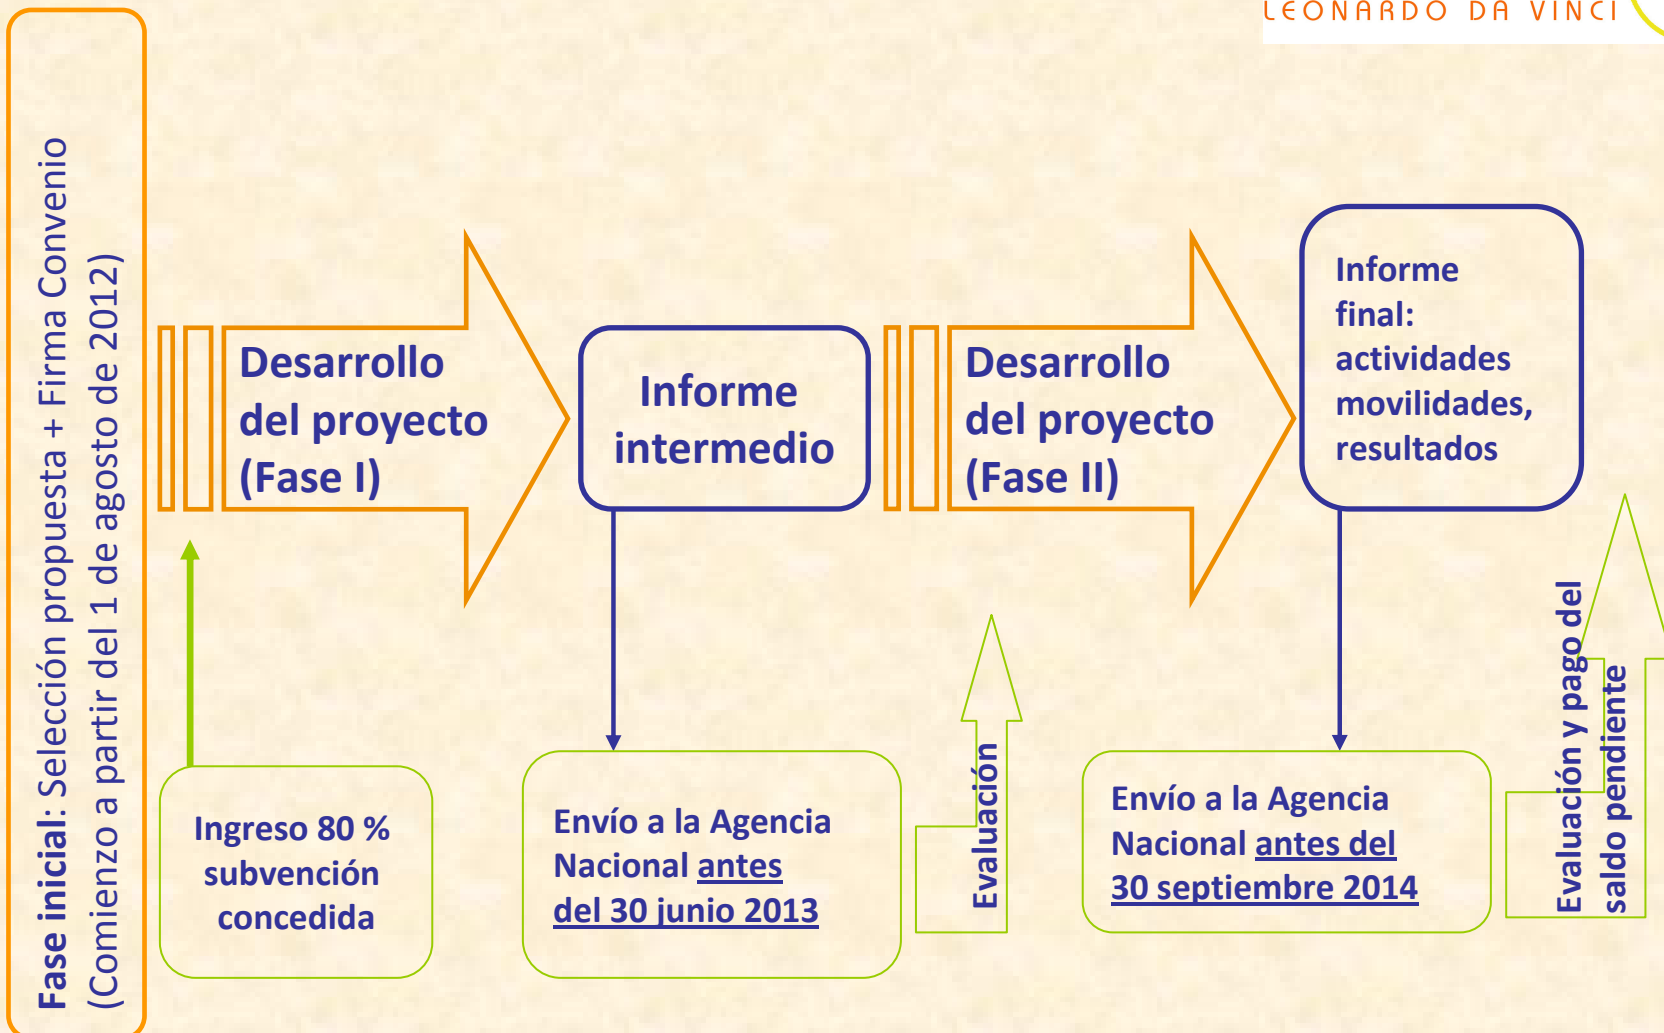 LEONARDO DA VINCI
Fase inicial: Selección propuesta + Firma Convenio
(Comienzo a partir del 1 de agosto de 2012)
Desarrollo
del proyecto
(Fase I)
Informe
intermedio
Desarrollo
del proyecto
(Fase II)
Informe
final:
actividades
movilidades,
resultados
Ingreso 80 %
subvención
concedida
Envío a la Agencia
Nacional antes
del 30 junio 2013
Evaluación
Envío a la Agencia
Nacional antes del
30 septiembre 2014
Evaluación y pago del
saldo pendiente